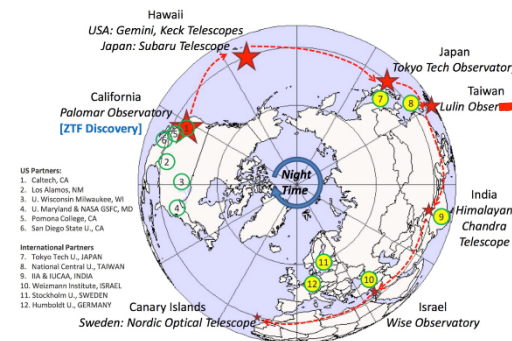 Hawaii
USA: Gemini, Keck Telescopes
Japan: Subaru Telescope
Japan
Tokyo Tech Observatory
Taiwan
Lulin Obser
California
Palomar Observatory
[ZTF Discovery]
Night
Time
India
Himalayan
Chandra
Telescope
Israel
Wise Observatory
Canary Islands
Sweden: Nordic Optical Telescope
US Partners:
1. Caltech, CA
2. Los Alamos, NM
3. U. Wisconsin Milwaukee, WI
4. U. Maryland & NASA GSFC, MD
5. Pomona College, CA
6. San Diego State U., CA
International Partners
7. Tokyo Tech U., JAPAN
8. National Central U., TAIWAN
9. IIA & IUCAA, INDIA
10. Weizmann Institute, ISRAEL
11. Stockholm U., SWEDEN
12. Humboldt U., GERMANY
1
5
6
2
3
4
7
8
9
10
11
12